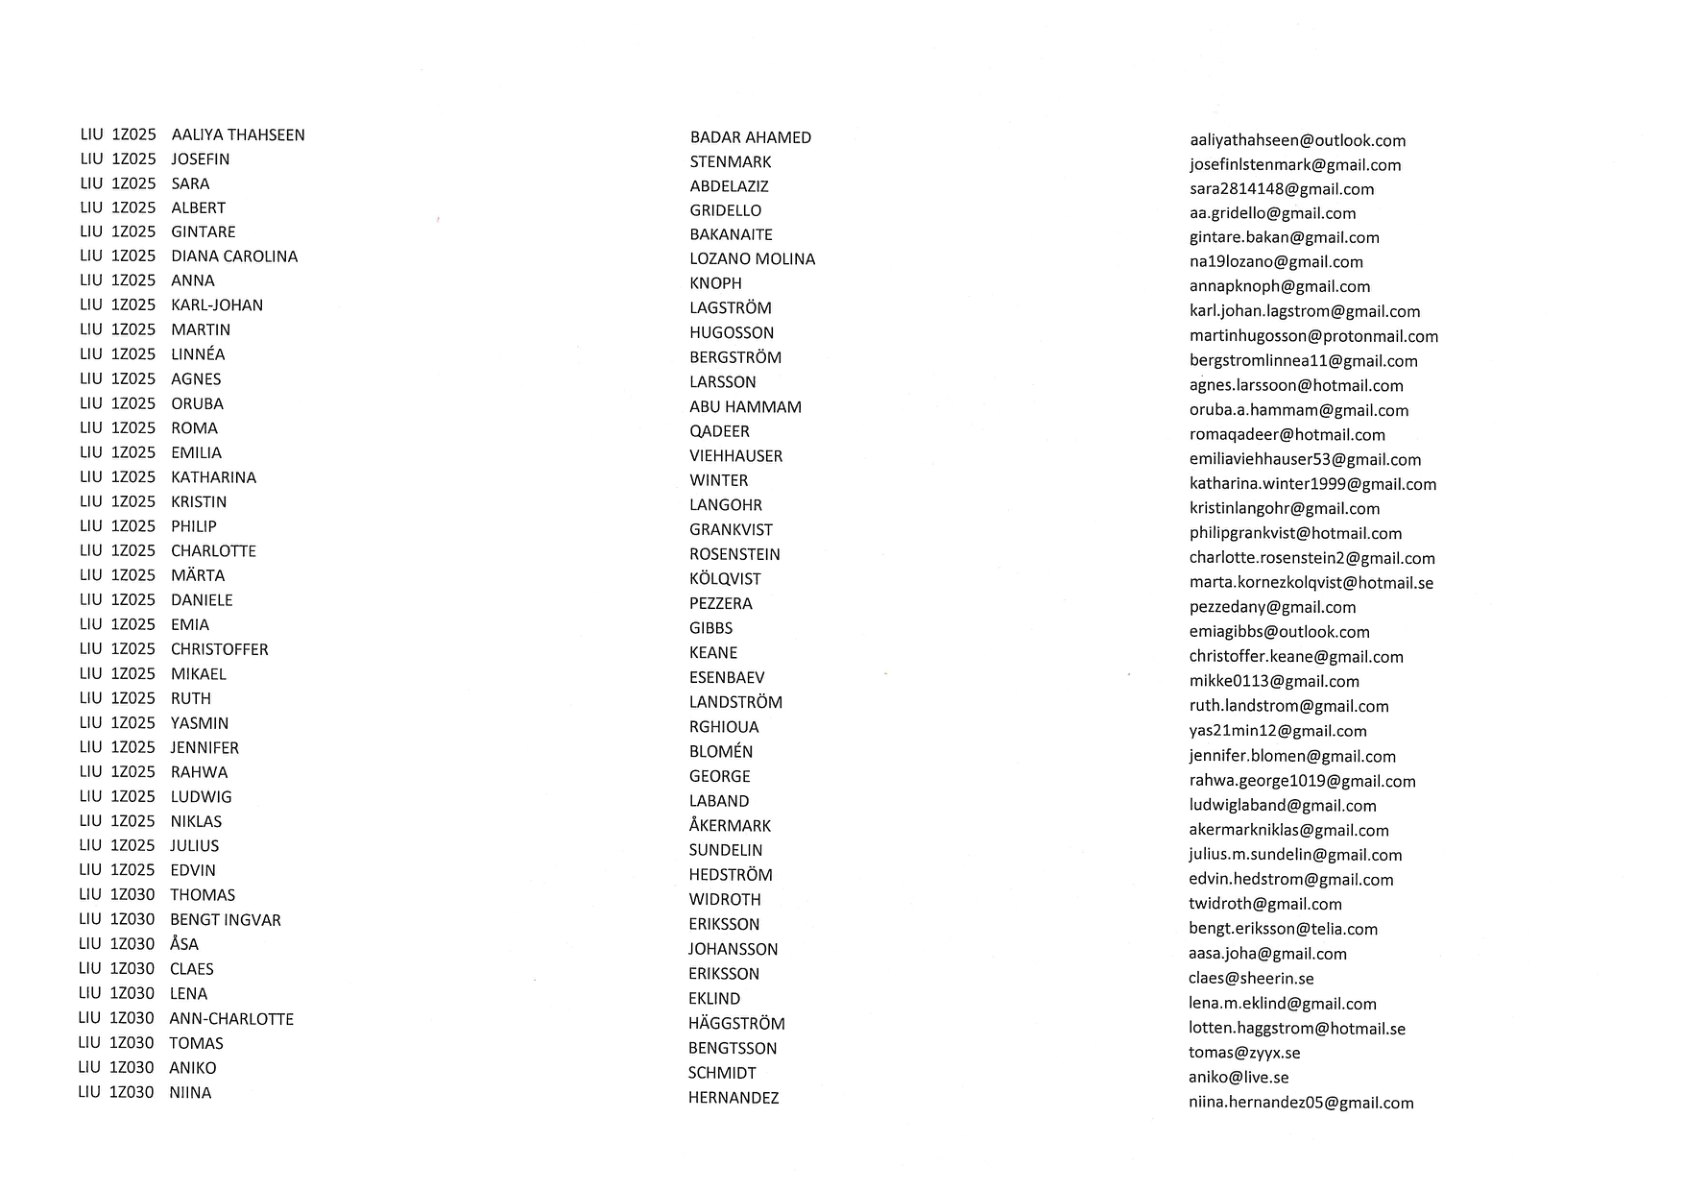 LIU 1Z025 AALIYA THAHSEEN BADAR AHAMED aaliyathahseen@outlook.com
LIU 1Z025 JOSEFIN STENMARK josefinlstenmark@gmail.com
LIU 1Z025 SARA ABDELAZIZ sara2814148@gmail.com
LIU 1Z025 ALBERT GRIDELLO aa.gridello@gmail.com
LIU 1Z025 GINTARE BAKANAITE gintare.bakan@gmail.com
LIU 1Z025 DIANA CAROLINA LOZANO MOLINA na19lozano@gmail.com
LIU 1Z025 ANNA KNOPH annapknoph@gmail.com
LIU 1Z025 KARL-JOHAN LAGSTRÖM karl.johan.lagstrom@gmail.com
LIU 1Z025 MARTIN HUGOSSON martinhugosson@protonmail.com
LIU 1Z025 LINNÉA BERGSTRÖM bergstromlinnea11@gmail.com
LIU 1Z025 AGNES LARSSON agnes.larssoon@hotmail.com
LIU 1Z025 ORUBA ABU HAMMAM oruba.a.hammam@gmail.com
LIU 1Z025 ROMA QADEER romaqadeer@hotmail.com
LIU 1Z025 EMILIA VIEHHAUSER emiliaviehhauser53@gmail.com
LIU 1Z025 KATHARINA WINTER katharina.winter1999@gmail.com
LIU 1Z025 KRISTIN LANGOHR kristinlangohr@gmail.com
LIU 1Z025 PHILIP GRANKVIST philipgrankvist@hotmail.com
LIU 1Z025 CHARLOTTE ROSENSTEIN charlotte.rosenstein2@gmail.com
LIU 1Z025 MÄRTA KÖLQVIST marta.kornezkolqvist@hotmail.se
LIU 1Z025 DANIELE PEZZERA pezzedany@gmail.com
LIU 1Z025 EMIA GIBBS emiagibbs@outlook.com
LIU 1Z025 CHRISTOFFER KEANE christoffer.keane@gmail.com
LIU 1Z025 MIKAEL ESENBAEV mikke0113@gmail.com
LIU 1Z025 RUTH LANDSTRÖM ruth.landstrom@gmail.com
LIU 1Z025 YASMIN RGHIOUA yas21min12@gmail.com
LIU 1Z025 JENNIFER BLOMÉN jennifer.blomen@gmail.com
LIU 1Z025 RAHWA GEORGE rahwa.george1019@gmail.com
LIU 1Z025 LUDWIG LABAND ludwiglaband@gmail.com
LIU 1Z025 NIKLAS ÅKERMARK akermarkniklas@gmail.com
LIU 1Z025 JULIUS SUNDELIN julius.m.sundelin@gmail.com
LIU 1Z025 EDVIN HEDSTRÖM edvin.hedstrom@gmail.com
LIU 1Z030 THOMAS WIDROTH twidroth@gmail.com
LIU 1Z030 BENGT INGVAR ERIKSSON bengt.eriksson@telia.com
LIU 1Z030 ÅSA JOHANSSON aasa.joha@gmail.com
LIU 1Z030 CLAES ERIKSSON claes@sheerin.se
LIU 1Z030 LENA EKLIND lena.m.eklind@gmail.com
LIU 1Z030 ANN-CHARLOTTE HÄGGSTRÖM lotten.haggstrom@hotmail.se
LIU 1Z030 TOMAS BENGTSSON tomas@zyyx.se
LIU 1Z030 ANIKO SCHMIDT aniko@live.se
LIU 1Z030 NIINA HERNANDEZ niina.hernandez05@gmail.com